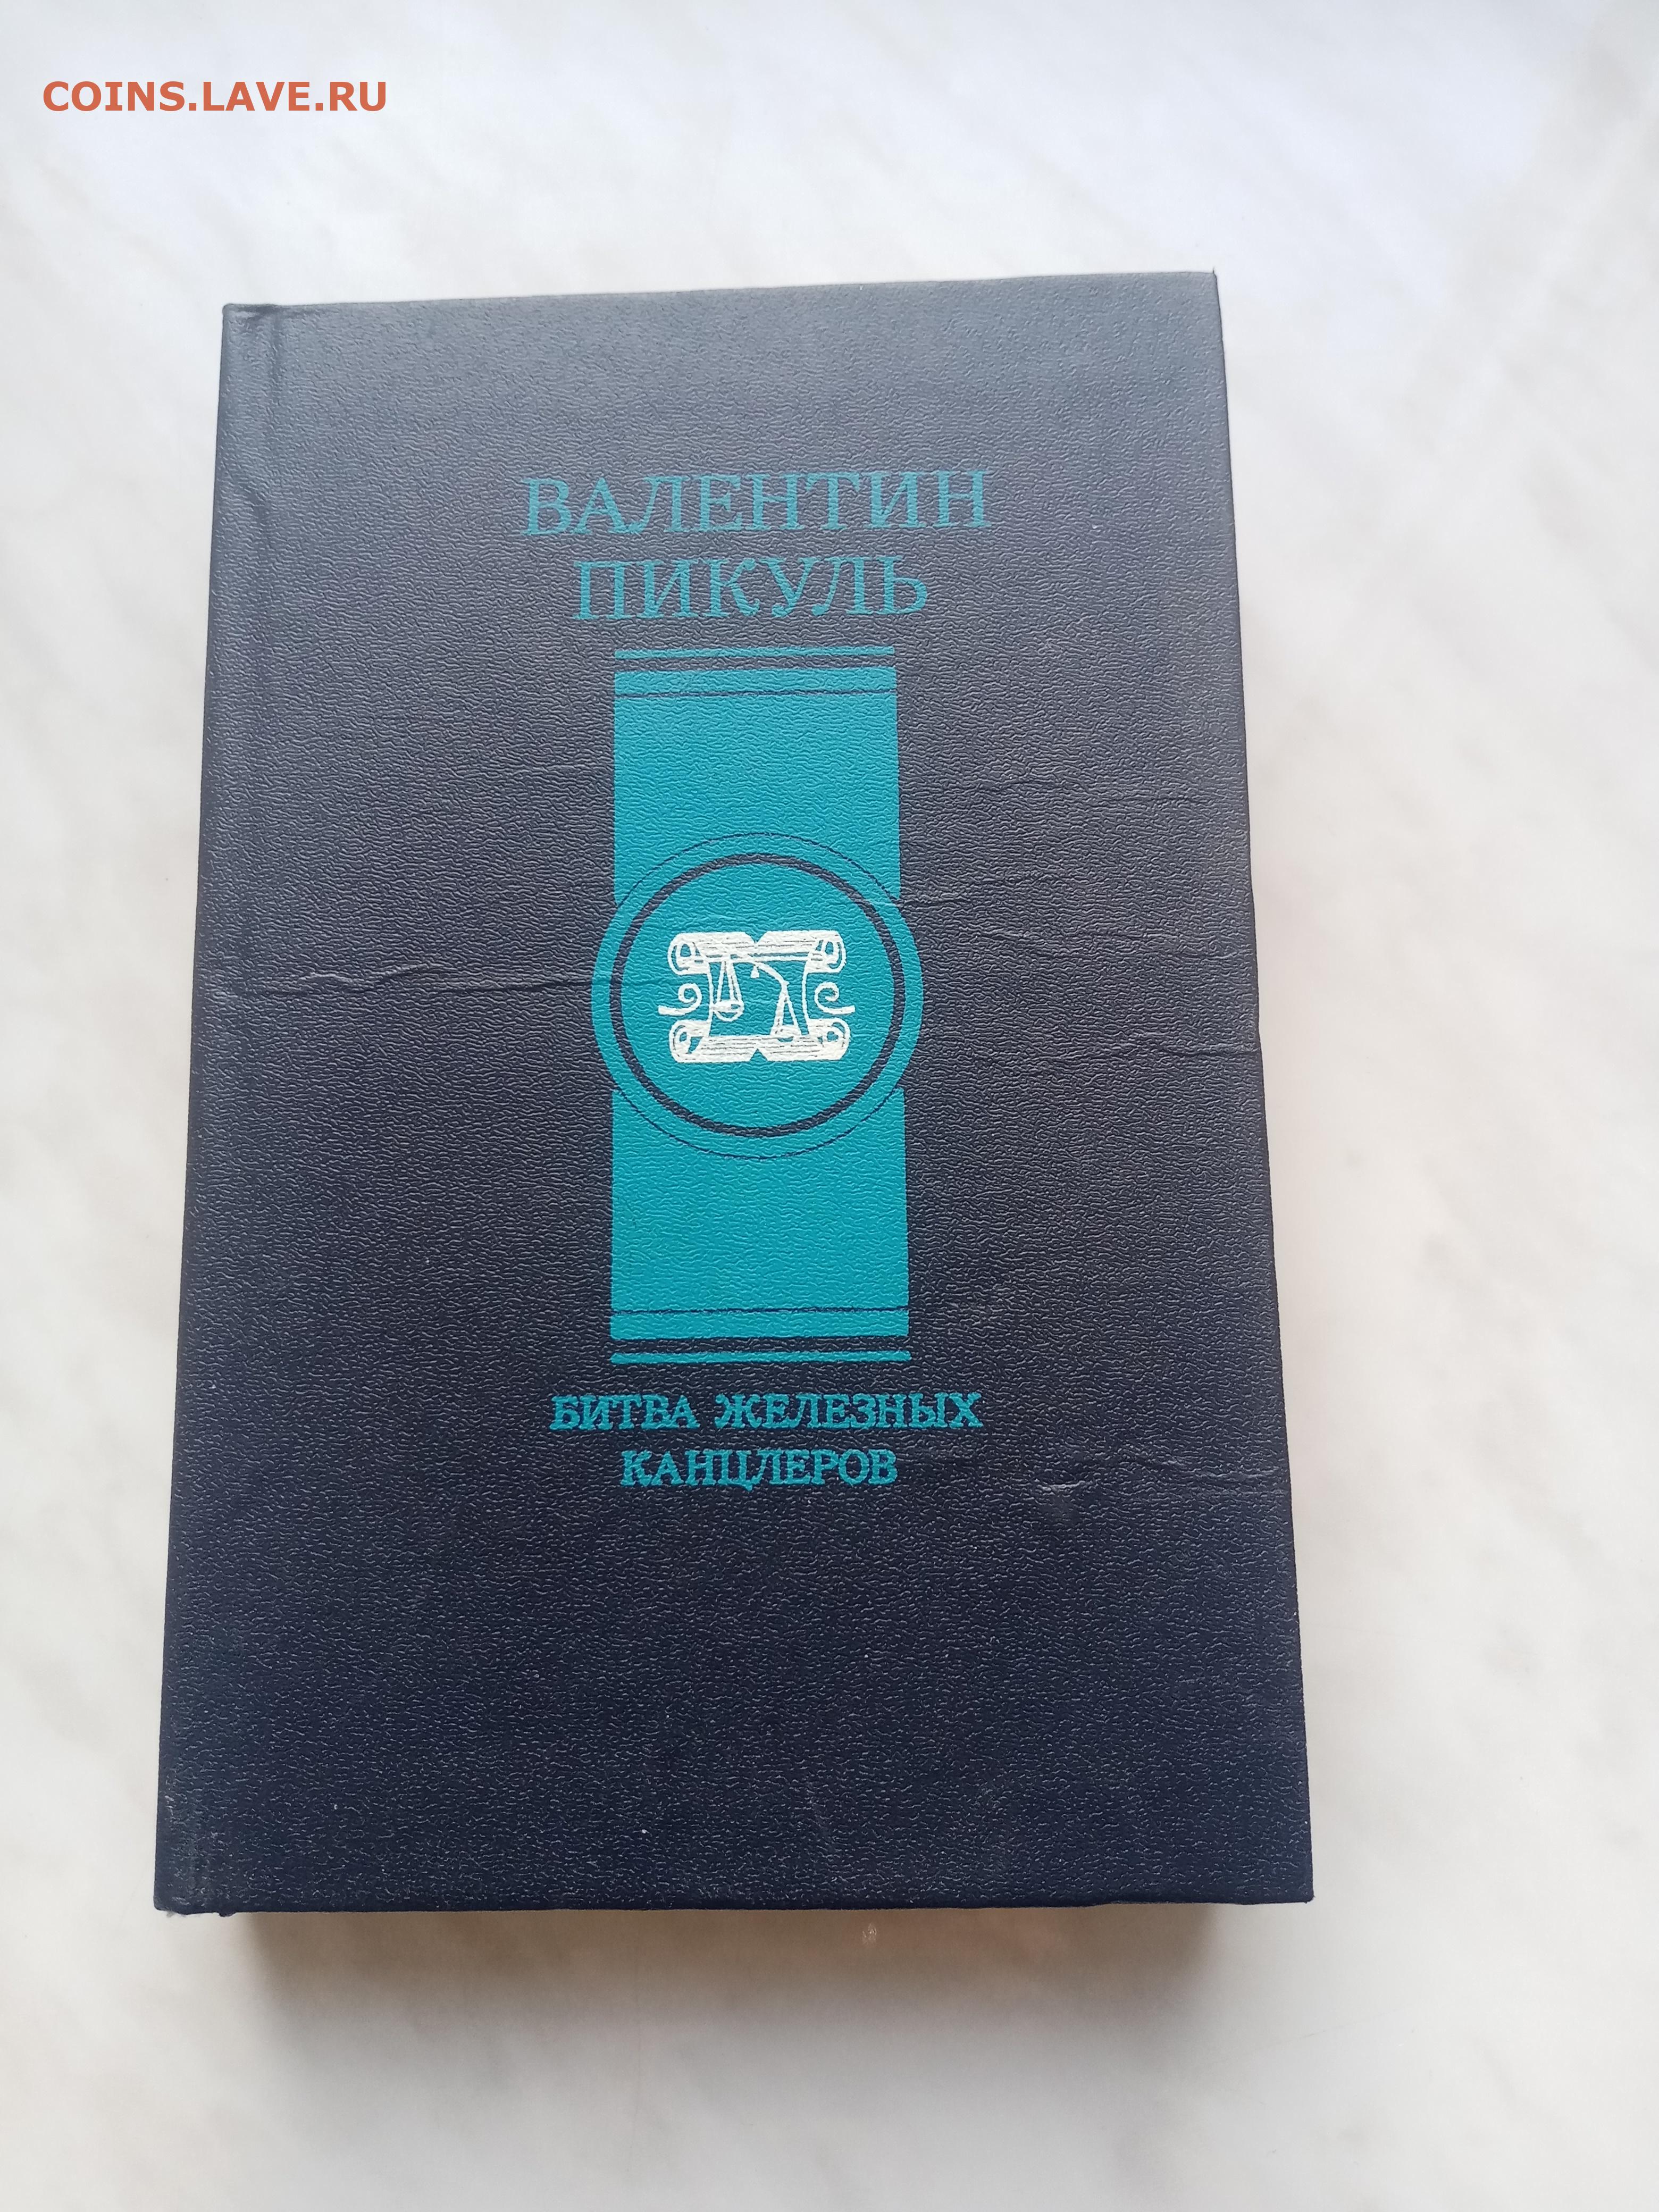 COINS.LAVE.RU
ВАЛЕНТИН
ПИКУЛЬ
БИТВА ЖЕЛЕЗНЫХ
КАНЦЛЕРОВ